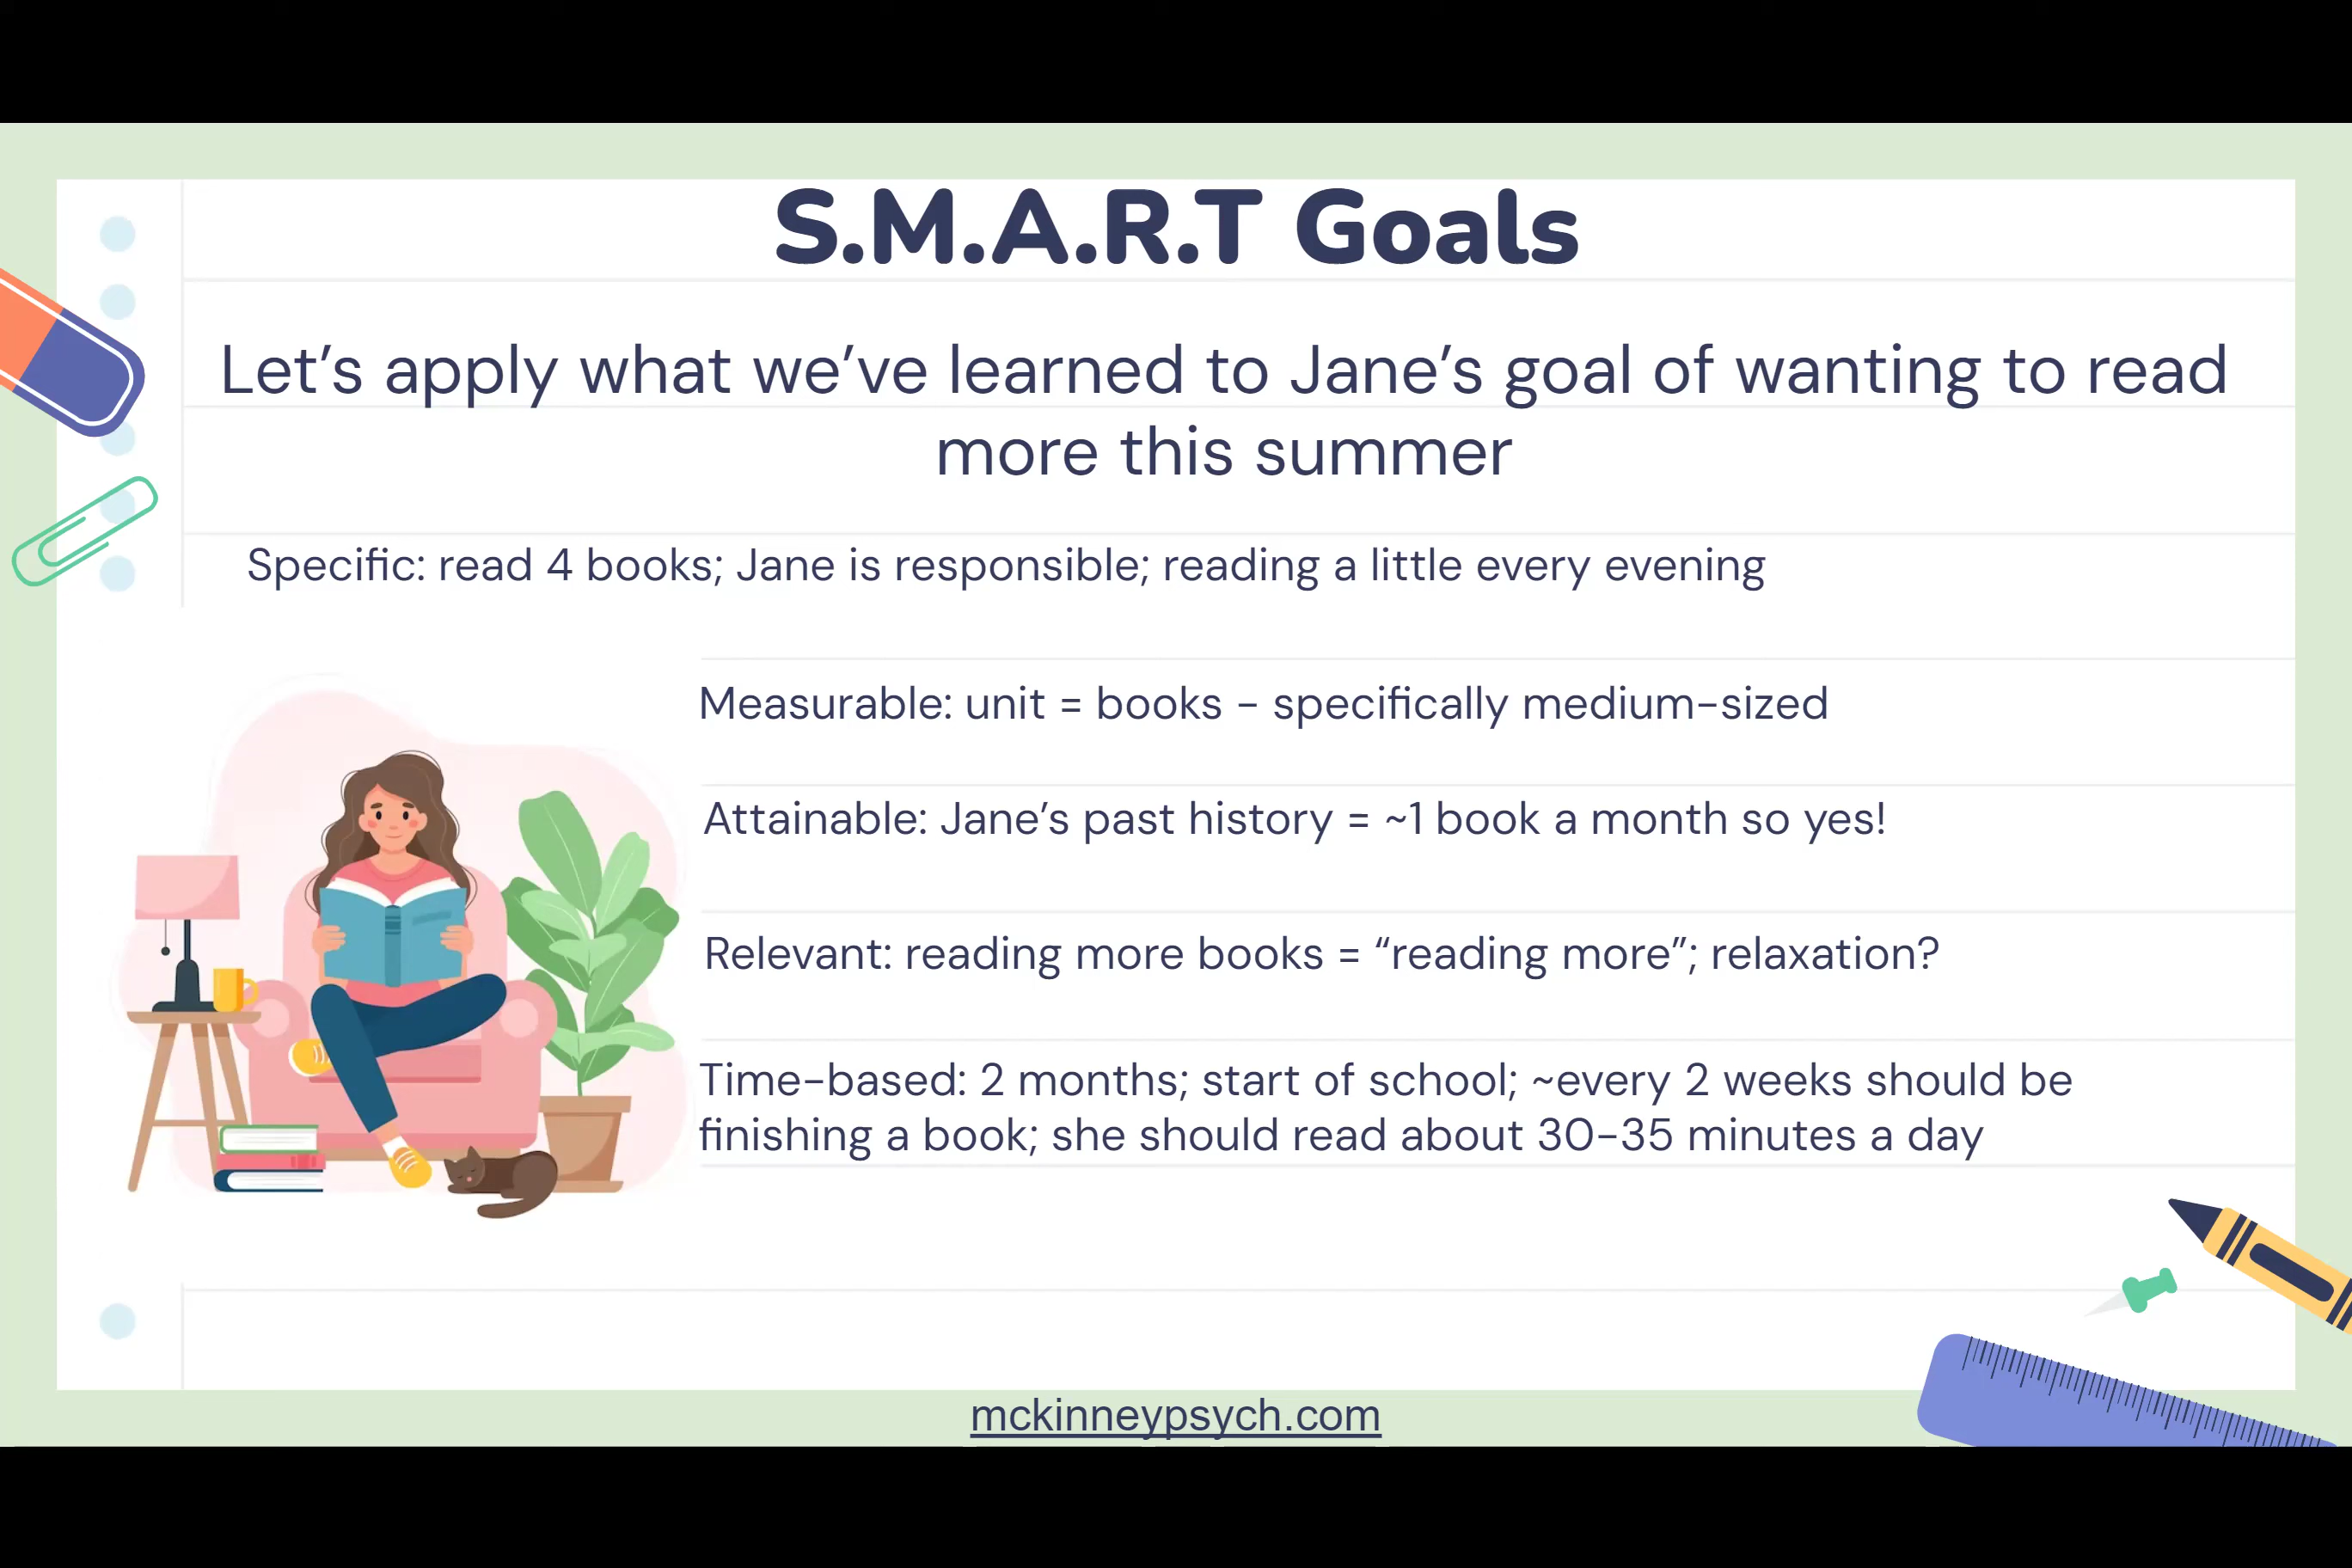 S.M.A.R.T Goals
Let’s apply what we’ve learned to Jane’s goal of wanting to read
more this summer
Specific: read 4 books; Jane is responsible; reading a little every evening
Measurable: unit = books - specifically medium-sized
Attainable: Jane’s past history = ~1 book a month so yes!
Relevant: reading more books = “reading more”; relaxation?
Time-based: 2 months; start of school; ~every 2 weeks should be
finishing a book; she should read about 30-35 minutes a day
mckinneypsych.com